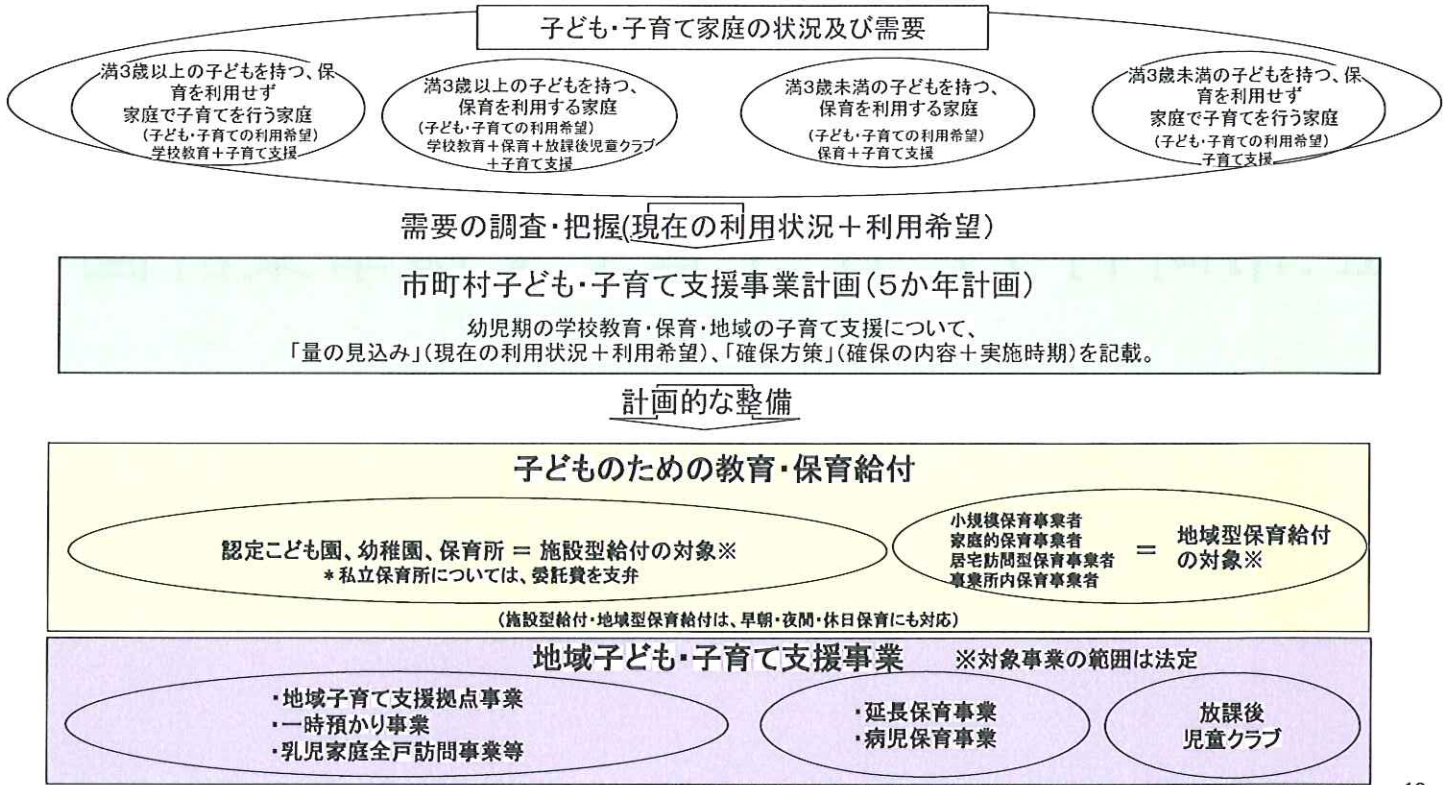 子ども・子育て家庭の状況及び需要
満3歳以上の子どもを持つ、保
育を利用せず
家庭で子育てを行う家庭
(子ども・子育ての利用希望)
学校教育＋子育て支援
満3歳以上の子どもを持つ、
保育を利用する家庭
(子ども・子育ての利用希望)
学校教育＋保育＋放課後児童クラブ
＋子育て支援
満3歳未満の子どもを持つ、
保育を利用する家庭
(子ども・子育ての利用希望)
保育＋子育て支援
満3歳未満の子どもを持つ、保
育を利用せず
家庭で子育てを行う家庭
(子ども・子育ての利用希望)
子育て支援
需要の調査・把握(現在の利用状況＋利用希望)
市町村子ども・子育て支援事業計画(5か年計画)
幼児期の学校教育・保育・地域の子育て支援について、
「量の見込み」(現在の利用状況＋利用希望)、「確保方策」(確保の内容＋実施時期)を記載。
計画的な整備
子どものための教育・保育給付
認定こども園、幼稚園、保育所 ＝ 施設型給付の対象※
＊私立保育所については、委託費を支弁
小規模保育事業者
家庭的保育事業者
居宅訪問型保育事業者
事業所内保育事業者
＝
地域型保育給付
の対象※
(施設型給付・地域型保育給付は、早朝・夜間・休日保育にも対応)
地域子ども・子育て支援事業 ※対象事業の範囲は法定
・地域子育て支援拠点事業
・一時預かり事業
・乳児家庭全戸訪問事業等
・延長保育事業
・病児保育事業
放課後
児童クラブ